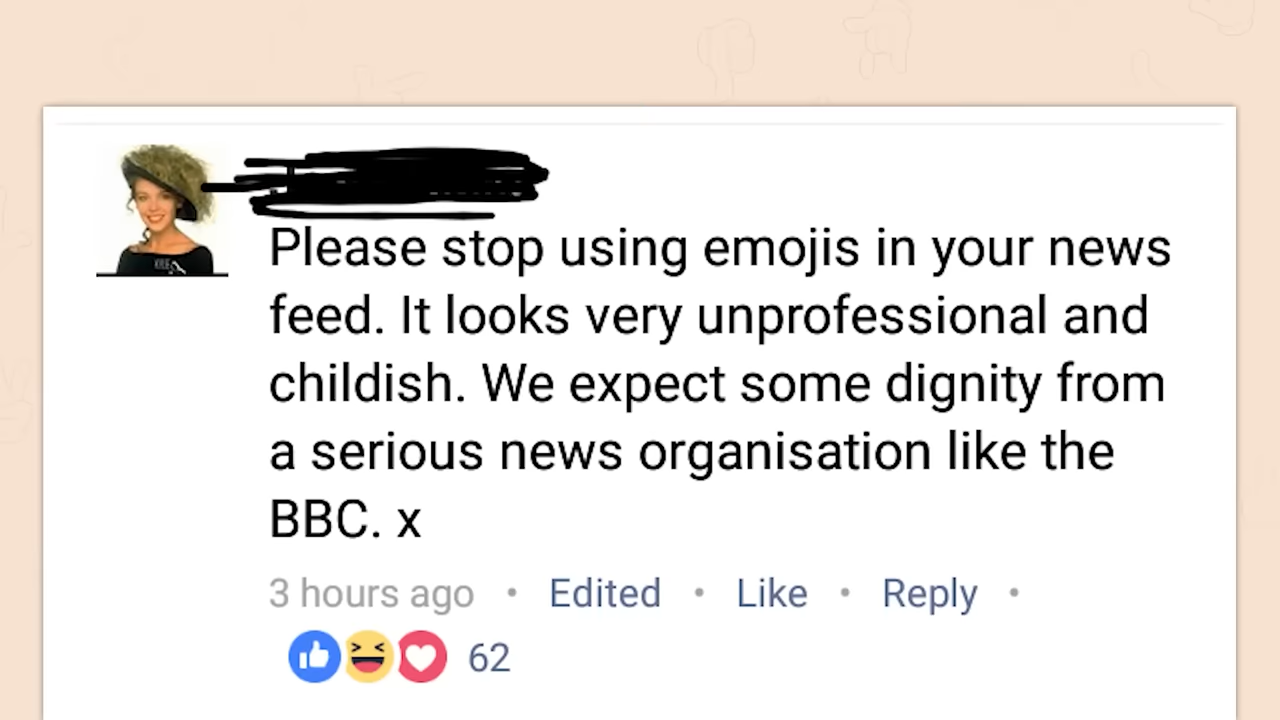 Please stop using emojis in your news
feed. It looks very unprofessional and
childish. We expect some dignity from
a serious news organisation like the
BBC. x
3 hours ago • Edited • Like • Reply •
62